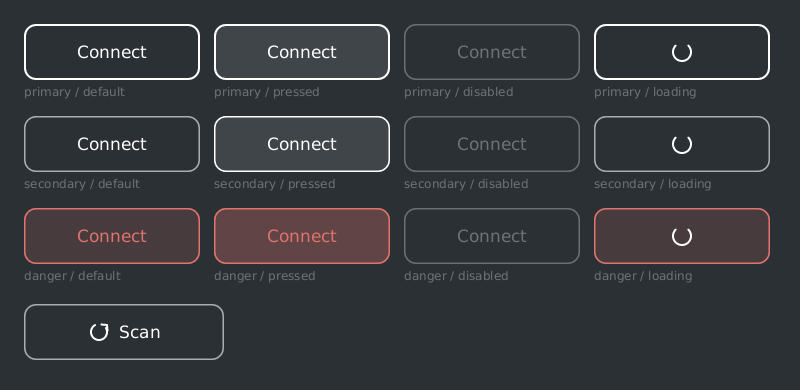 Connect Connect Connect
primary / default primary / pressed primary / disabled primary / loading
Connect Connect Connect
secondary / default secondary / pressed secondary / disabled secondary / loading
Connect Connect Connect
danger / default danger / pressed danger / disabled danger / loading
Scan